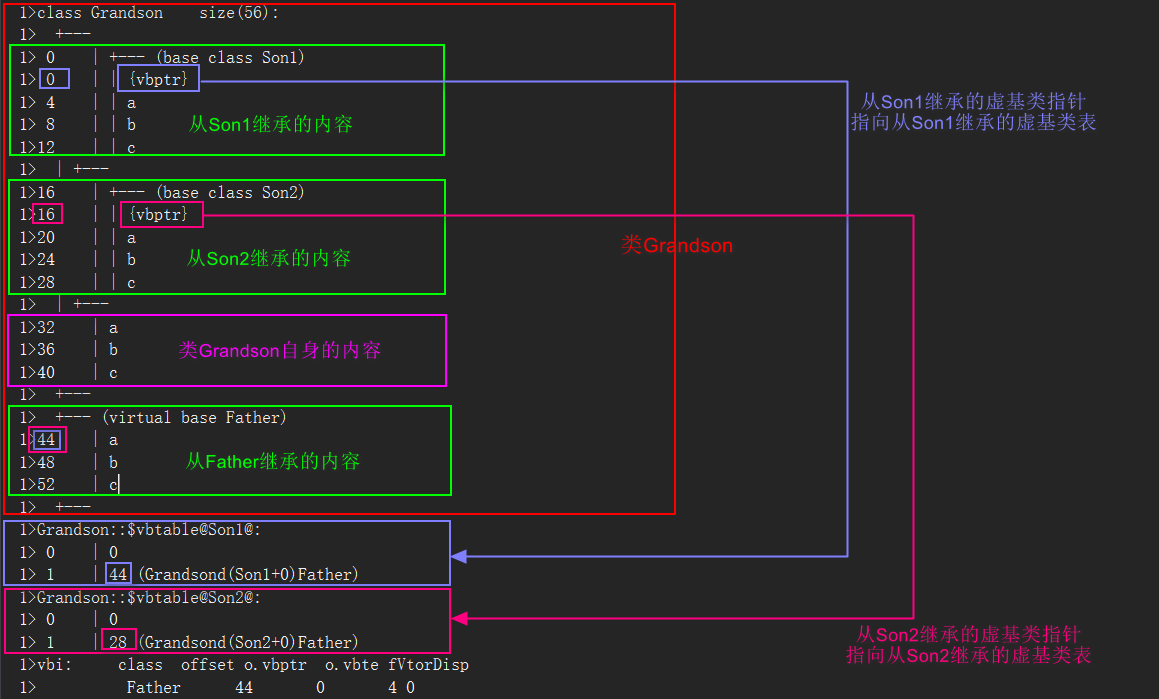 1>class Grandson    size(56):
1>  +---
1> 0    | +--- (base class Son1)
1> 0    | | {vbptr}
从Son1继承的虚基类指针
1> 4    | | a
指向从Son1继承的虚基类表
1> 8    | | b
从Son1继承的内容
1>12    | | c
1>  | +---
1>16    | +--- (base class Son2)
1>16    | | {vbptr}
1>20    | | a
类Grandson
1>24    | | b
从Son2继承的内容
1>28    | | c
1>  | +---
1>32    | a
1>36    | b
类Grandson自身的内容
1>40    | c
1>  +---
1>  +--- (virtual base Father)
1>44    | a
1>48    | b
从Father继承的内容
1>52    | c
1>  +---
1>Grandson::$vbtable@Son1@:
1> 0    | 0
1> 1    | 44 (Grandsond(Son1+0)Father)
1>Grandson::$vbtable@Son2@:
1> 0    | 0
1> 1    | 28 (Grandsond(Son2+0)Father)
从Son2继承的虚基类指针
指向从Son2继承的虚基类表
1>vbi:     class  offset o.vbptr  o.vbte fVtorDisp
1>          Father      44       0       4 0